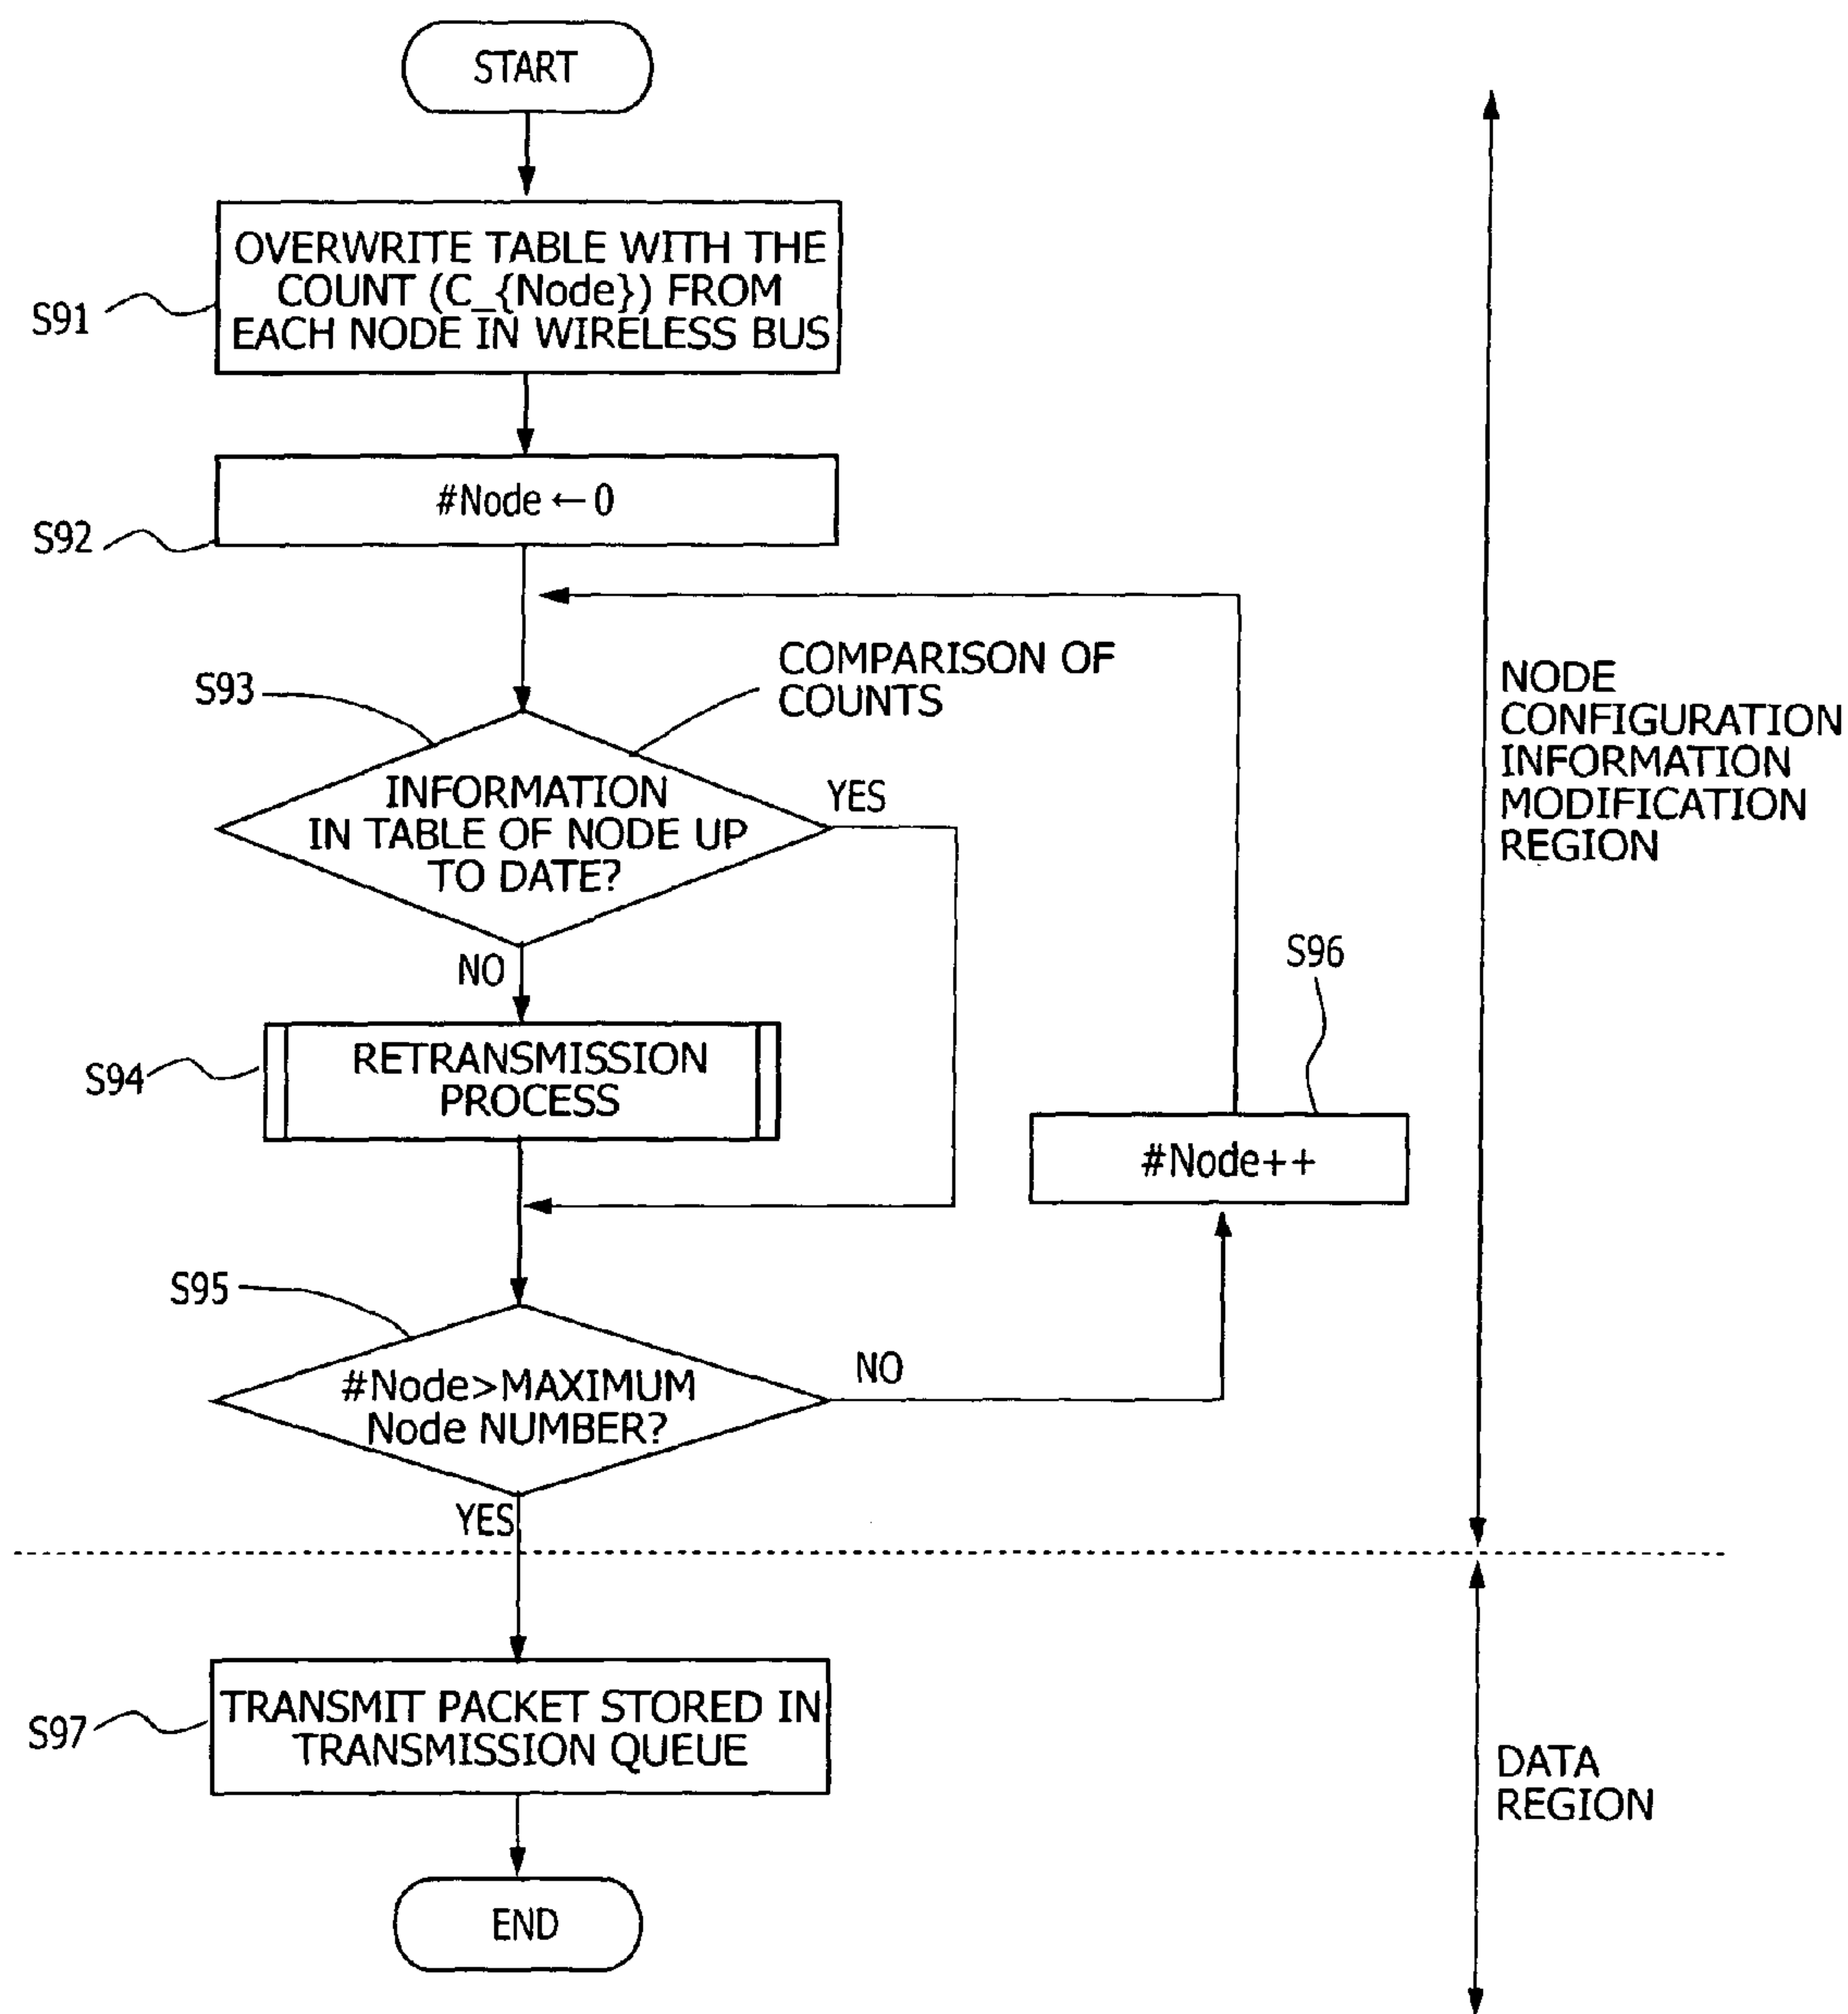 START
OVERWRITE TABLE WITH THE
COUNT (C_{Node}) FROM
EACH NODE IN WIRELESS BUS
S91
#Node ← 0
S92
COMPARISON OF
COUNTS
S93
INFORMATION
IN TABLE OF NODE UP
TO DATE?
YES
NO
NODE
CONFIGURATION
INFORMATION
MODIFICATION
REGION
S96
S94
RETRANSMISSION
PROCESS
#Node++
S95
#Node>MAXIMUM
Node NUMBER?
NO
YES
S97
TRANSMIT PACKET STORED IN
TRANSMISSION QUEUE
DATA
REGION
END